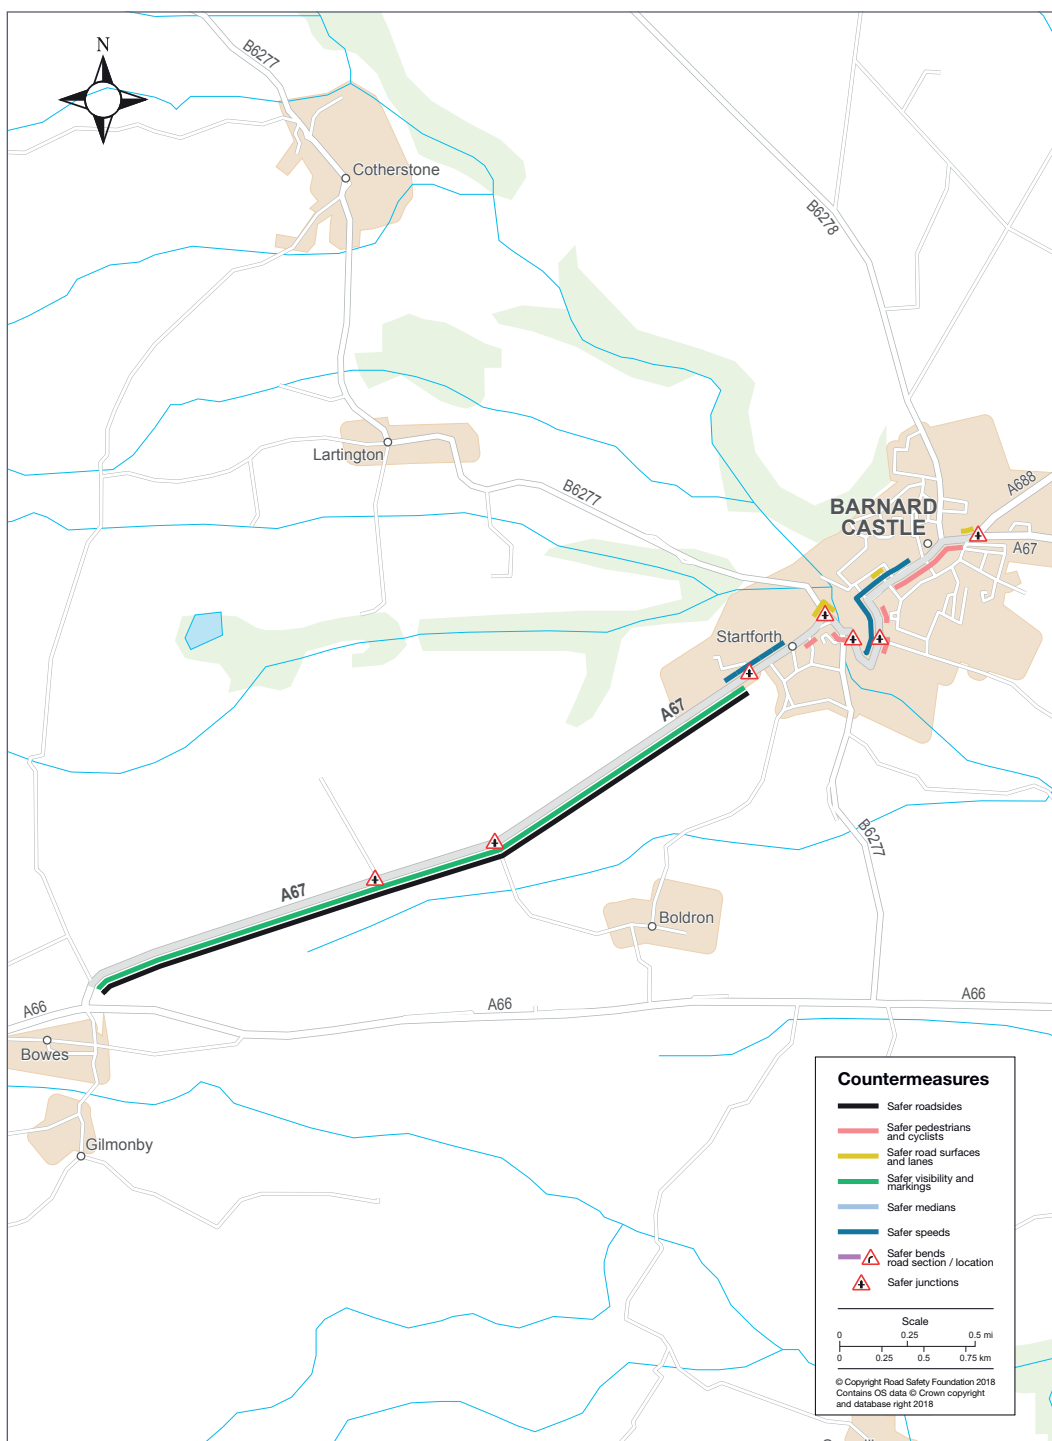 N
B6277
Cotherstone
B6278
Lartington
B6277
A688
BARNARD
CASTLE
A67
Startforth
A67
B6277
A67
Boldron
A66
A66
A66
Bowes
Gilmonby
Countermeasures
Safer roadsides
Safer pedestrians
and cyclists
Safer road surfaces
and lanes
Safer visibility and
markings
Safer medians
Safer speeds
Safer bends
road section / location
Safer junctions
Scale
0 0.25 0.5 mi
0 0.25 0.5 0.75 km
© Copyright Road Safety Foundation 2018
Contains OS data © Crown copyright
and database right 2018